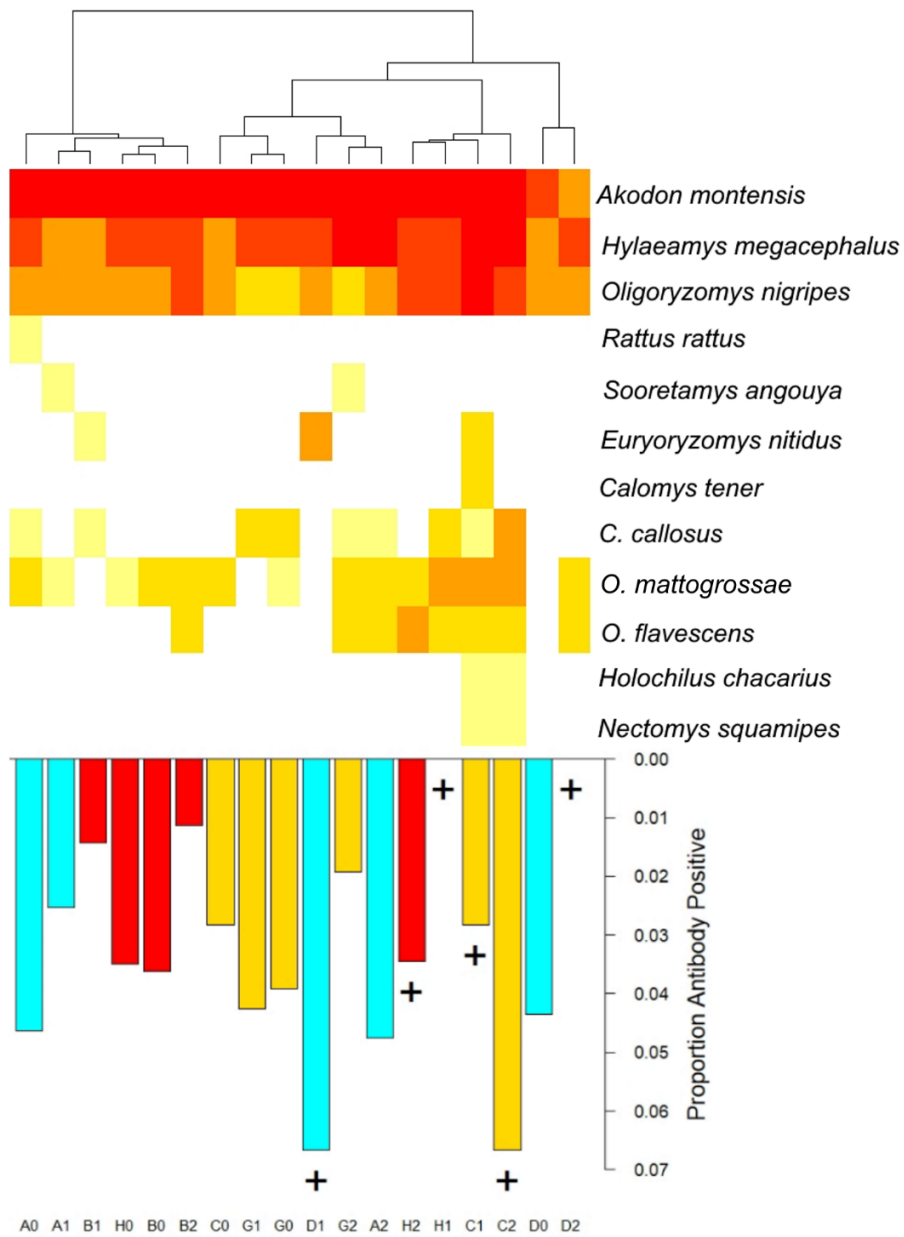 Akodon montensis
Hylaeamys megacephalus
Oligoryzomys nigripes
Rattus rattus
Sooretamys angouya
Euryoryzomys nitidus
Calomys tener
C. callosus
O. mattogrossae
O. flavescens
Holochilus chacarius
Nectomys squamipes
0.00
0.01
0.02
0.03
0.04
0.05
0.06
0.07
Proportion Antibody Positive
+ +
+
+
+ +
A0 A1 B1 H0 B0 B2 C0 G1 G0 D1 G2 A2 H2 H1 C1 C2 D0 D2